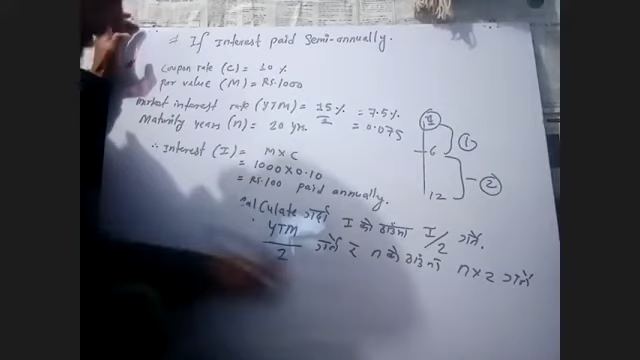 ⇒ If Interest paid Semi-annually.
Coupon rate (C) = 10 %
Par value (M) = RS.1000
Market interest rate (YTM) = 15% / 2 = 7.5%
= 0.075
Maturity years (n) = 20 yrs.
∴ Interest (I) = M × C
= 1000 × 0.10
= RS.100 paid annually.
6
12
①
②
Calculate गर्दा I को ठाउँमा I/2 गर्ने.
YTM/2 गर्ने र n को ठाउँमा n×2 गर्ने